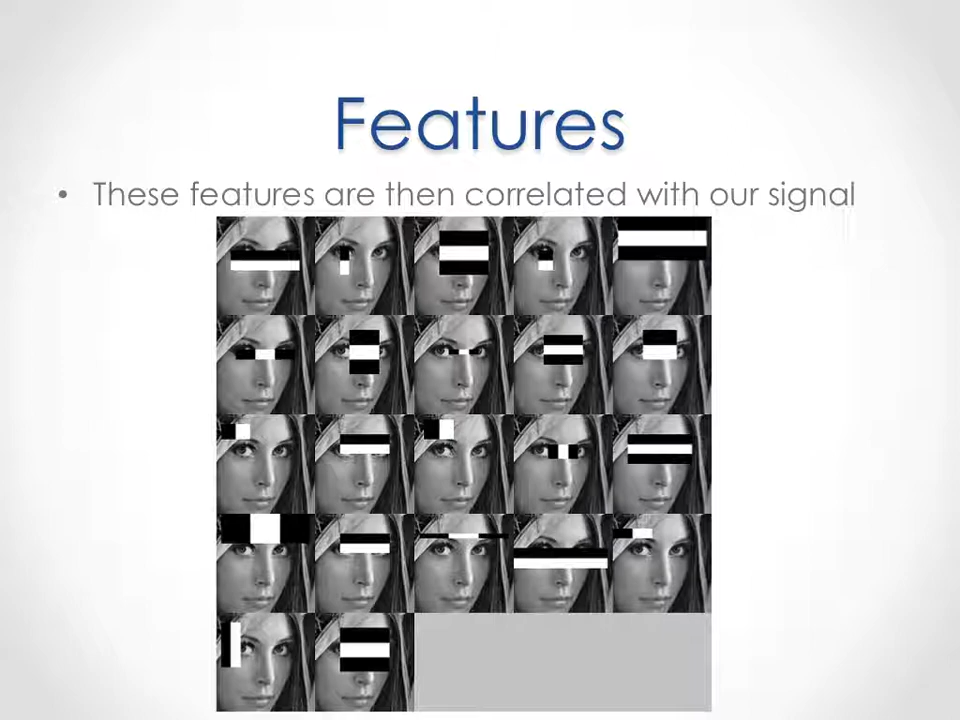 Features
• These features are then correlated with our signal